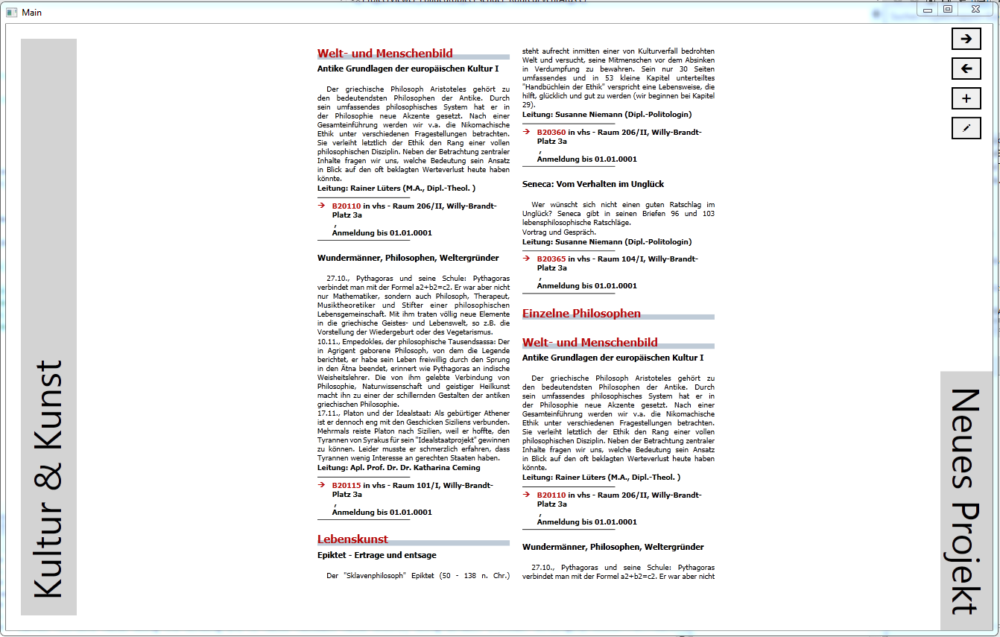 Main
Kultur & Kunst
Welt- und Menschenbild
Antike Grundlagen der europäischen Kultur I
Der griechische Philosoph Aristoteles gehört zu
den bedeutendsten Philosophen der Antike. Durch
sein umfassendes philosophisches System hat er in
der Philosophie neue Akzente gesetzt. Nach einer
Gesamteinführung werden wir v.a. die Nikomachische
Ethik unter verschiedenen Fragestellungen betrachten.
Sie verleiht letztlich der Ethik den Rang einer vollen
philosophischen Disziplin. Neben der Betrachtung zentraler
Inhalte fragen wir uns, welche Bedeutung sein Ansatz
in Blick auf den oft beklagten Werteverlust heute haben
könnte.
Leitung: Rainer Lüters (M.A., Dipl.-Theol. )
→ B20110 in vhs - Raum 206/II, Willy-Brandt-
Platz 3a
,
Anmeldung bis 01.01.0001
Wundermänner, Philosophen, Weltergründer
27.10., Pythagoras und seine Schule: Pythagoras
verbindet man mit der Formel a2+b2=c2. Er war aber nicht
nur Mathematiker, sondern auch Philosoph, Therapeut,
Musiktheoretiker und Stifter einer philosophischen
Lebensgemeinschaft. Mit ihm traten völlig neue Elemente
in die griechische Geistes- und Lebenswelt, so z.B. die
Vorstellung der Wiedergeburt oder des Vegetarismus.
10.11., Empedokles, der philosophische Tausendsassa: Der
in Agrigent geborene Philosoph, von dem die Legende
berichtet, er habe sein Leben freiwillig durch den Sprung
in den Ätna beendet, erinnert wie Pythagoras an indische
Weisheitslehrer. Die von ihm gelebte Verbindung von
Philosophie, Naturwissenschaft und geistiger Heilkunst
macht ihn zu einer der schillernden Gestalten der antiken
griechischen Philosophie.
17.11., Platon und der Idealstaat: Als gebürtiger Athener
ist er dennoch eng mit den Geschicken Siziliens verbunden.
Mehrmals reiste Platon nach Sizilien, weil er hoffte, den
Tyrannen von Syrakus für sein "Idealstaatprojekt" gewinnen
zu können. Leider musste er schmerzlich erfahren, dass
Tyrannen wenig Interesse an gerechten Staaten haben.
Leitung: Apl. Prof. Dr. Dr. Katharina Ceming
→ B20115 in vhs - Raum 101/I, Willy-Brandt-
Platz 3a
,
Anmeldung bis 01.01.0001
Lebenskunst
Epiktet - Ertrage und entsage
Der "Sklavenphilosoph" Epiktet (50 - 138 n. Chr.)
steht aufrecht inmitten einer von Kulturverfall bedrohten
Welt und versucht, seine Mitmenschen vor dem Absinken
in Verdumpfung zu bewahren. Sein nur 30 Seiten
umfassendes und in 53 kleine Kapitel unterteiltes
"Handbüchlein der Ethik" verspricht eine Lebensweise, die
hilft, glücklich und gut zu werden (wir beginnen bei Kapitel
29).
Leitung: Susanne Niemann (Dipl.-Politologin)
→ B20360 in vhs - Raum 206/II, Willy-Brandt-
Platz 3a
,
Anmeldung bis 01.01.0001
Seneca: Vom Verhalten im Unglück
Wer wünscht sich nicht einen guten Ratschlag im
Unglück? Seneca gibt in seinen Briefen 96 und 103
lebensphilosophische Ratschläge.
Vortrag und Gespräch.
Leitung: Susanne Niemann (Dipl.-Politologin)
→ B20365 in vhs - Raum 104/I, Willy-Brandt-
Platz 3a
,
Anmeldung bis 01.01.0001
Einzelne Philosophen
Welt- und Menschenbild
Antike Grundlagen der europäischen Kultur I
Der griechische Philosoph Aristoteles gehört zu
den bedeutendsten Philosophen der Antike. Durch
sein umfassendes philosophisches System hat er in
der Philosophie neue Akzente gesetzt. Nach einer
Gesamteinführung werden wir v.a. die Nikomachische
Ethik unter verschiedenen Fragestellungen betrachten.
Sie verleiht letztlich der Ethik den Rang einer vollen
philosophischen Disziplin. Neben der Betrachtung zentraler
Inhalte fragen wir uns, welche Bedeutung sein Ansatz
in Blick auf den oft beklagten Werteverlust heute haben
könnte.
Leitung: Rainer Lüters (M.A., Dipl.-Theol. )
→ B20110 in vhs - Raum 206/II, Willy-Brandt-
Platz 3a
,
Anmeldung bis 01.01.0001
Wundermänner, Philosophen, Weltergründer
27.10., Pythagoras und seine Schule: Pythagoras
verbindet man mit der Formel a2+b2=c2. Er war aber nicht
Neues Projekt